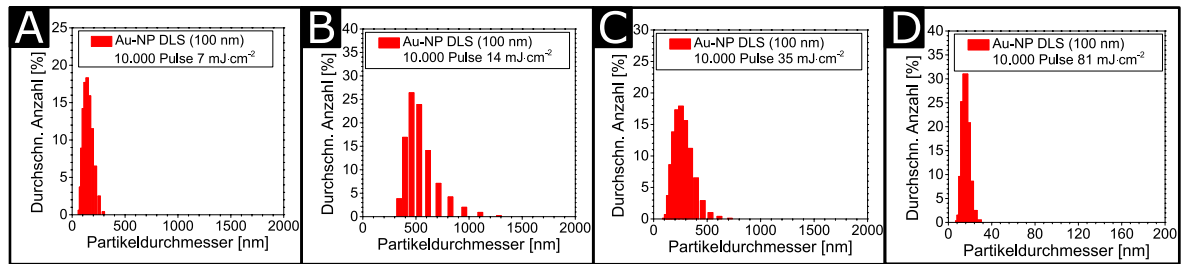 A
Au-NP DLS (100 nm)
10.000 Pulse 7 mJ·cm⁻²
Durchschn. Anzahl [%]
25
20
15
10
5
0
0 500 1000 1500 2000
Partikeldurchmesser [nm]
B
Au-NP DLS (100 nm)
10.000 Pulse 14 mJ·cm⁻²
Durchschn. Anzahl [%]
40
35
30
25
20
15
10
5
0
0 500 1000 1500 2000
Partikeldurchmesser [nm]
C
Au-NP DLS (100 nm)
10.000 Pulse 35 mJ·cm⁻²
Durchschn. Anzahl [%]
30
25
20
15
10
5
0
0 500 1000 1500 2000
Partikeldurchmesser [nm]
D
Au-NP DLS (100 nm)
10.000 Pulse 81 mJ·cm⁻²
Durchschn. Anzahl [%]
40
35
30
25
20
15
10
5
0
0 40 80 120 160 200
Partikeldurchmesser [nm]